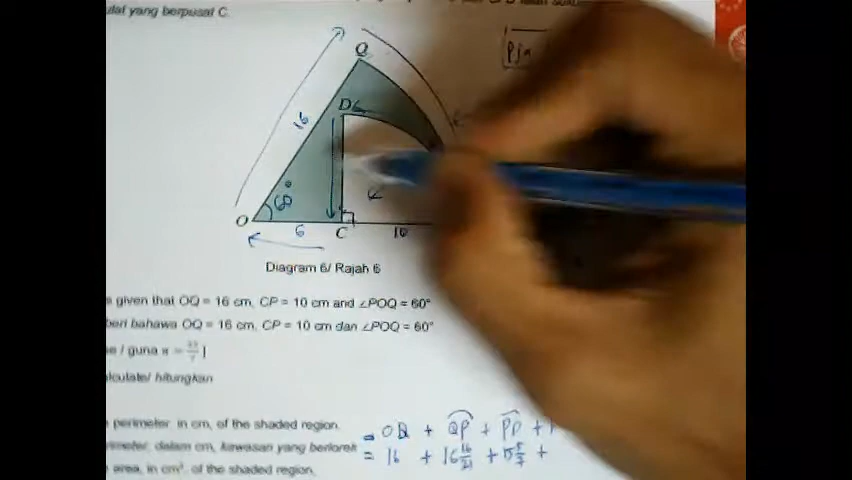 yang berpusat C.
Q
16
D
60°
O
6
C
10
Diagram 6/ Rajah 6
given that OQ = 16 cm, CP = 10 cm and ∠POQ = 60°
beri bahawa OQ = 16 cm, CP = 10 cm dan ∠POQ = 60°
/ guna π = 22/7 ]
alculate/ hitungkan
perimeter in cm, of the shaded region.
= OQ + QP + PD +
rimeter, dalam cm, kawasan yang berlorek
= 16 + 16 16/21 + 15 5/7 +
area, in cm², of the shaded region.